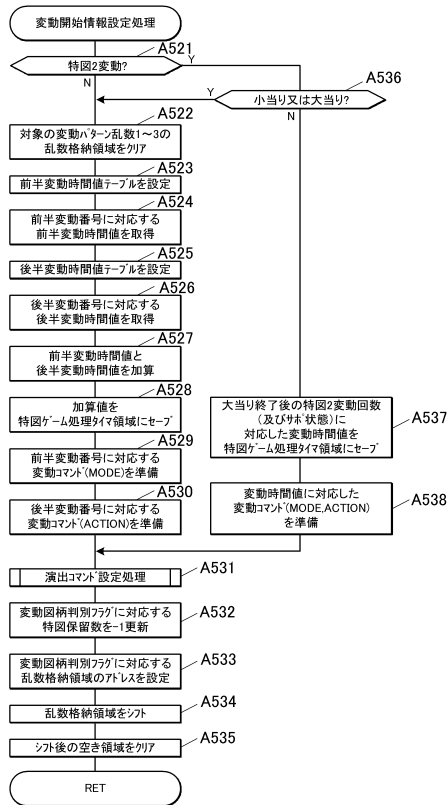 変動開始情報設定処理
A521
特図2変動?
Y
N
A536
小当り又は大当り?
Y
N
A522
対象の変動パターン乱数1～3の
乱数格納領域をクリア
A523
前半変動時間値テーブルを設定
A524
前半変動番号に対応する
前半変動時間値を取得
A525
後半変動時間値テーブルを設定
A526
後半変動番号に対応する
後半変動時間値を取得
A527
前半変動時間値と
後半変動時間値を加算
A528
加算値を
特図ゲーム処理タイマ領域にセーブ
A529
前半変動番号に対応する
変動コマンド(MODE)を準備
A530
後半変動番号に対応する
変動コマンド(ACTION)を準備
大当り終了後の特図2変動回数
(及びサポ状態)に
対応した変動時間値を
特図ゲーム処理タイマ領域にセーブ
A537
変動時間値に対応した
変動コマンド(MODE,ACTION)
を準備
A538
演出コマンド設定処理
A531
変動図柄判別フラグに対応する
特図保留数を-1更新
A532
変動図柄判別フラグに対応する
乱数格納領域のアドレスを設定
A533
乱数格納領域をシフト
A534
シフト後の空き領域をクリア
A535
RET